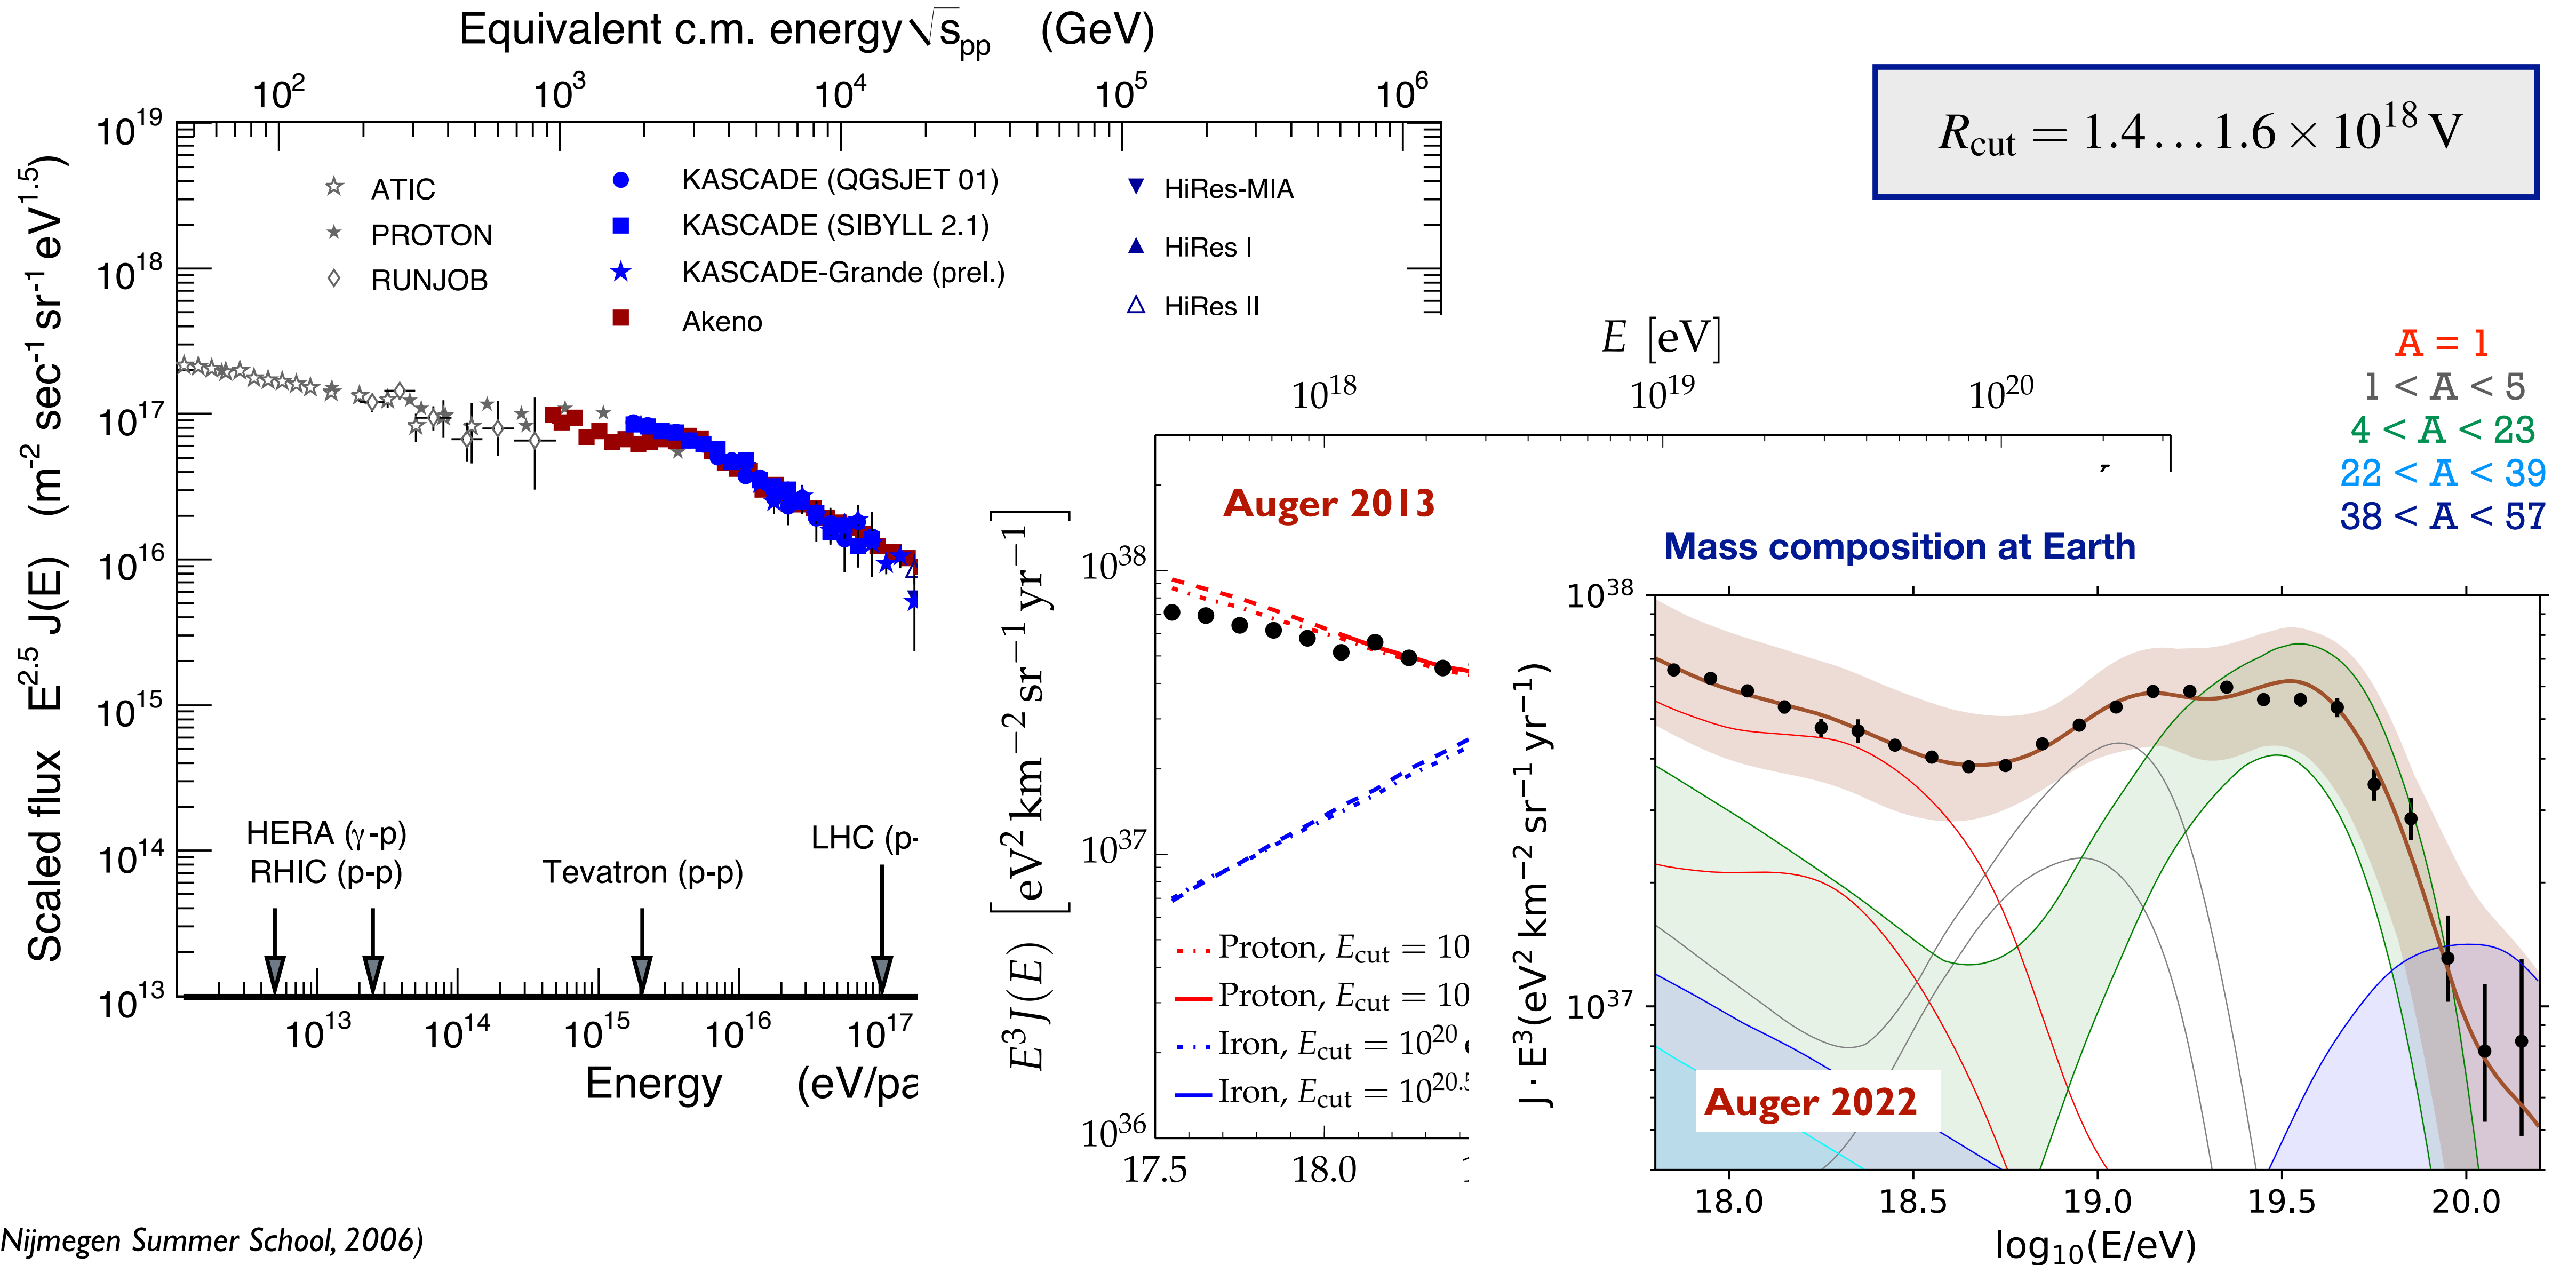 Equivalent c.m. energy √s_pp (GeV)
10^2 10^3 10^4 10^5 10^6
10^19
10^18
10^17
10^16
10^15
10^14
10^13
Scaled flux E^2.5 J(E) (m^-2 sec^-1 sr^-1 eV^1.5)
ATIC
PROTON
RUNJOB
KASCADE (QGSJET 01)
KASCADE (SIBYLL 2.1)
KASCADE-Grande (prel.)
Akeno
HiRes-MIA
HiRes I
HiRes II
HERA (γ-p)
RHIC (p-p)
Tevatron (p-p)
LHC (p-
10^13 10^14 10^15 10^16 10^17
Energy (eV/pa
Nijmegen Summer School, 2006)
R_cut = 1.4 … 1.6 × 10^18 V
E [eV]
10^18 10^19 10^20
Auger 2013
10^38
10^37
10^36
E^3 J(E) [eV^2 km^-2 sr^-1 yr^-1]
Proton, E_cut = 10
Proton, E_cut = 10
Iron, E_cut = 10^20 e
Iron, E_cut = 10^20.5
17.5 18.0
A = 1
1 < A < 5
4 < A < 23
22 < A < 39
38 < A < 57
Mass composition at Earth
10^38
10^37
J·E^3(eV^2 km^-2 sr^-1 yr^-1)
Auger 2022
18.0 18.5 19.0 19.5 20.0
log_10(E/eV)